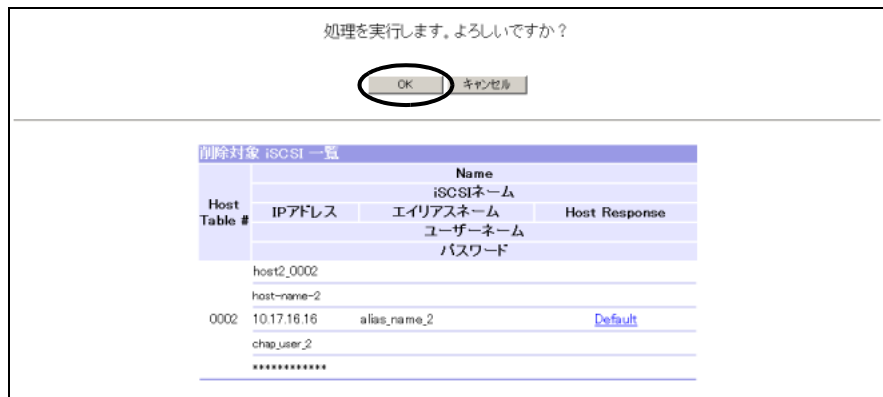 処理を実行します。よろしいですか？
OK キャンセル
削除対象 iSCSI 一覧
Host Table #
Name
iSCSIネーム
IPアドレス エイリアスネーム Host Response
ユーザーネーム
パスワード
host2_0002
host-name-2
0002 10.17.16.16 alias_name_2 Default
chap_user_2
************